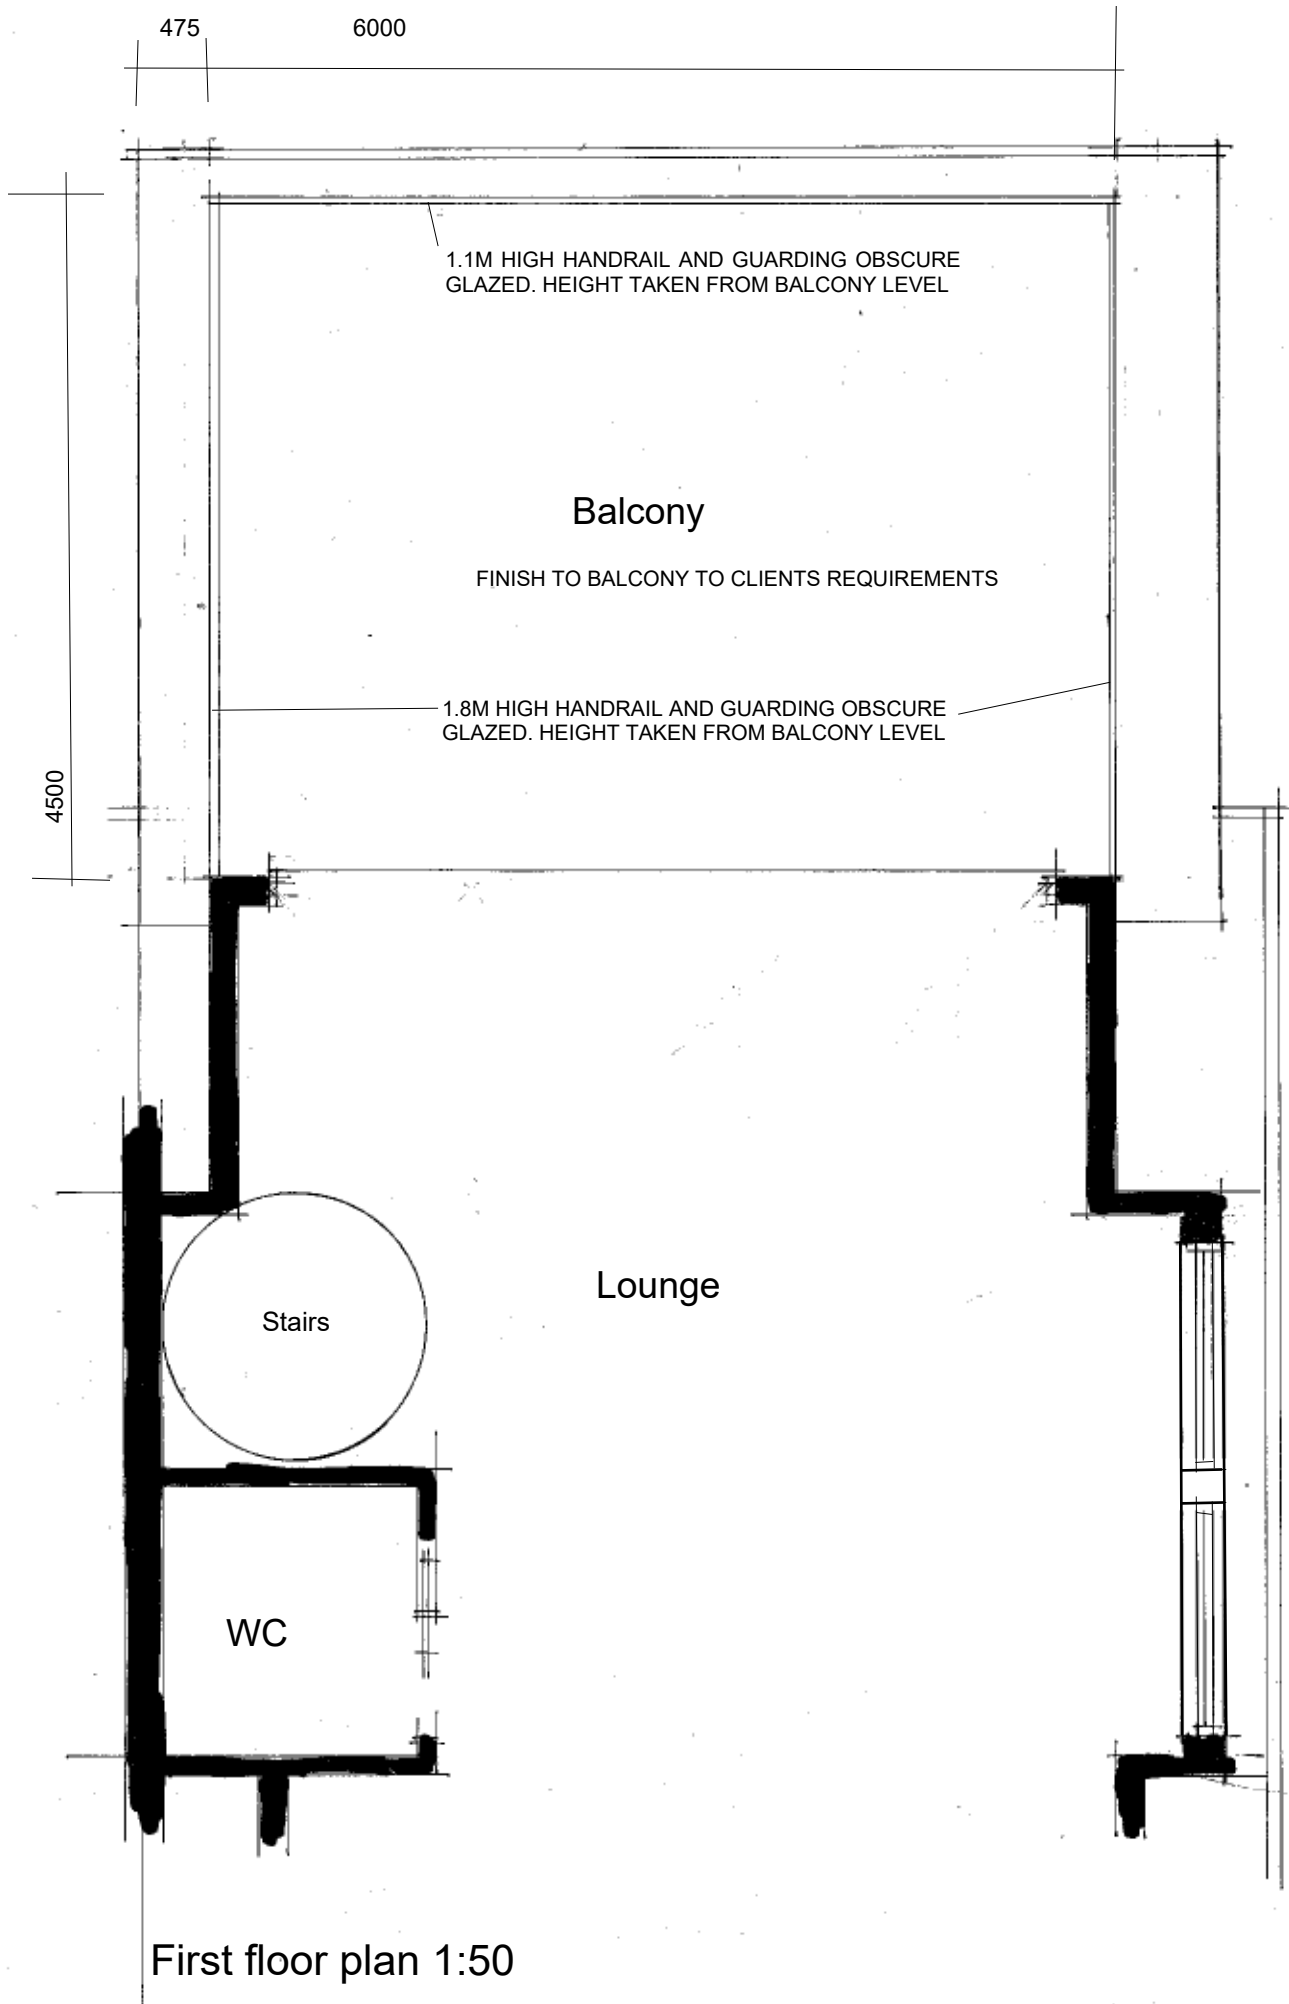 475
6000
1.1M HIGH HANDRAIL AND GUARDING OBSCURE
GLAZED. HEIGHT TAKEN FROM BALCONY LEVEL
Balcony
FINISH TO BALCONY TO CLIENTS REQUIREMENTS
1.8M HIGH HANDRAIL AND GUARDING OBSCURE
GLAZED. HEIGHT TAKEN FROM BALCONY LEVEL
4500
Lounge
Stairs
WC
First floor plan 1:50